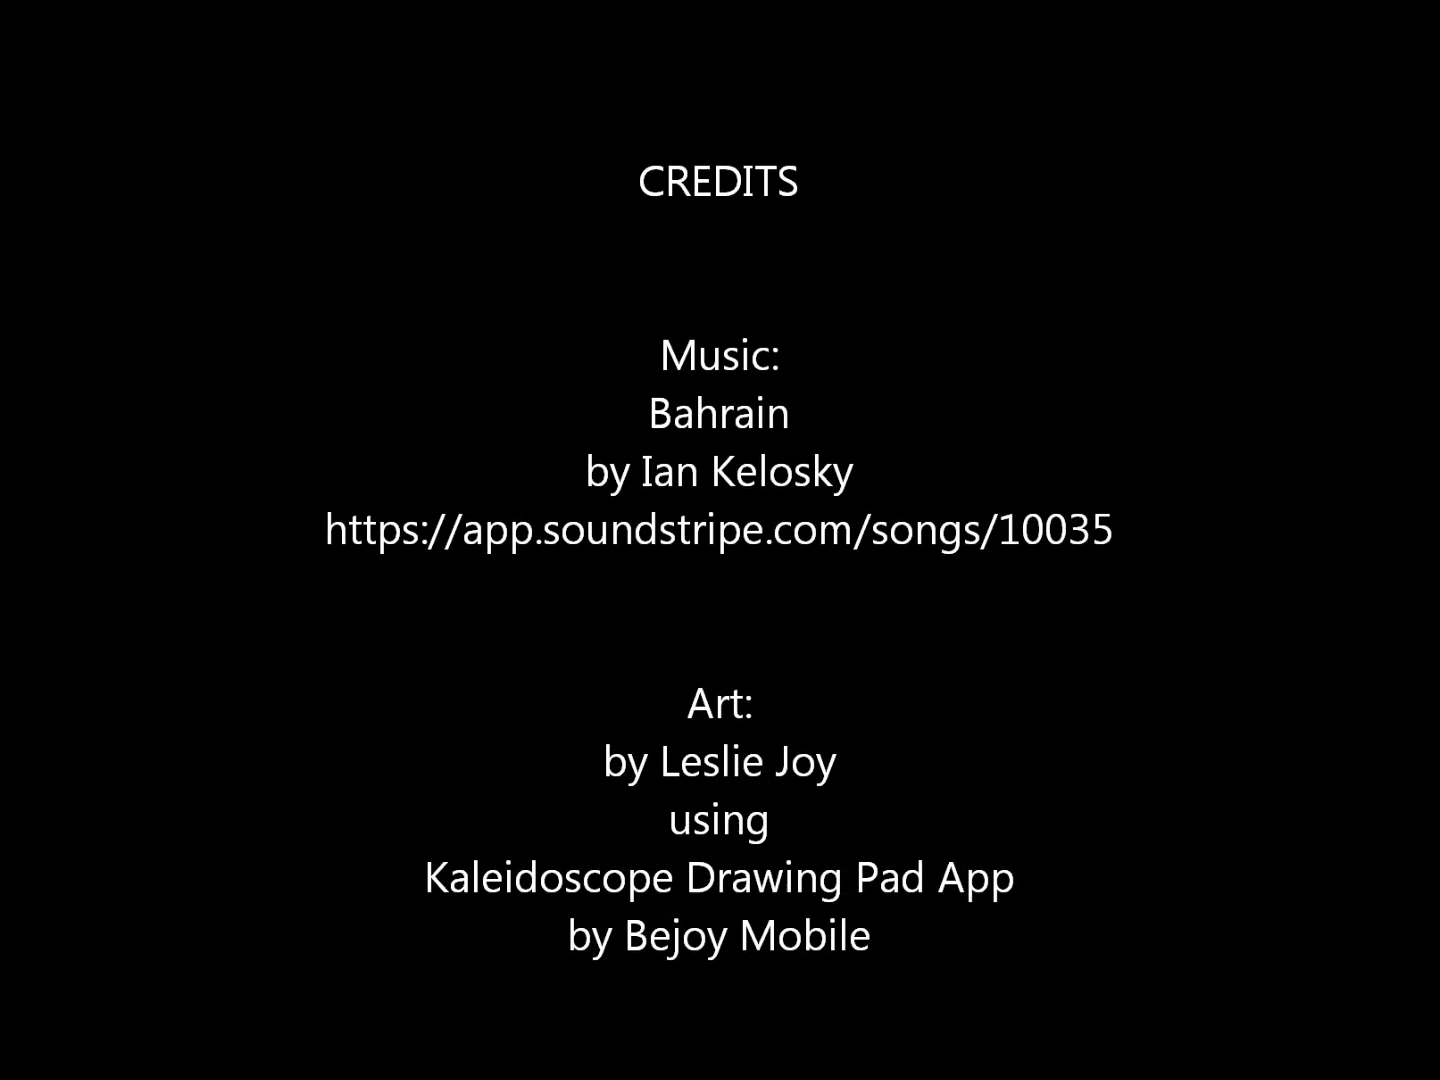 CREDITS
Music:
Bahrain
by Ian Kelosky
https://app.soundstripe.com/songs/10035
Art:
by Leslie Joy
using
Kaleidoscope Drawing Pad App
by Bejoy Mobile